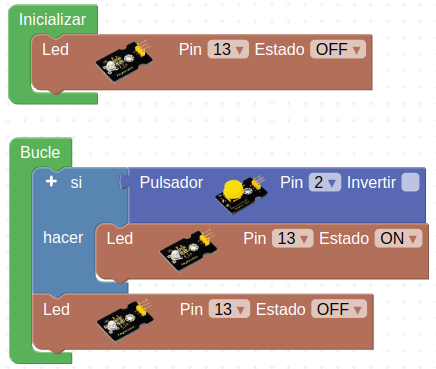 Inicializar
Led Pin 13 Estado OFF
Bucle
+ si Pulsador Pin 2 Invertir
hacer Led Pin 13 Estado ON
Led Pin 13 Estado OFF